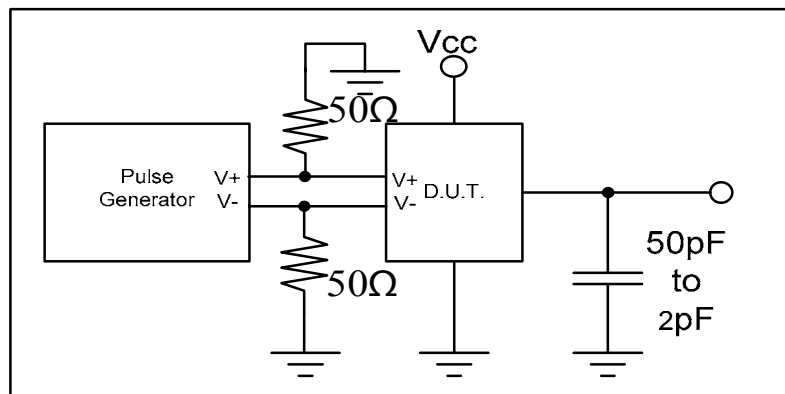 Vcc
50Ω
Pulse
Generator
V+
V-
V+
V-
D.U.T.
50Ω
50pF
to
2pF